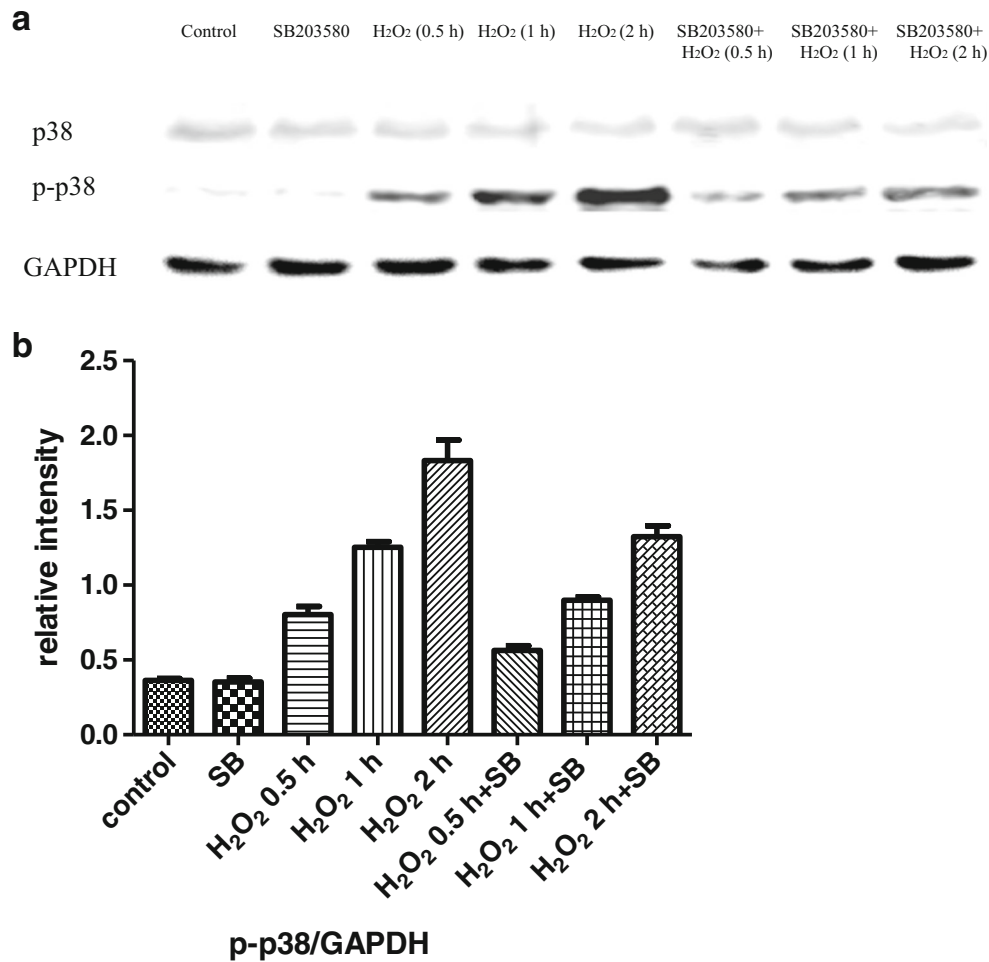 a
Control SB203580 H2O2 (0.5 h) H2O2 (1 h) H2O2 (2 h) SB203580+ SB203580+ SB203580+
H2O2 (0.5 h) H2O2 (1 h) H2O2 (2 h)
p38
p-p38
GAPDH
b
relative intensity
2.5
2.0
1.5
1.0
0.5
0.0
control
SB
H2O2 0.5 h
H2O2 1 h
H2O2 2 h
H2O2 0.5 h+SB
H2O2 1 h+SB
H2O2 2 h+SB
p-p38/GAPDH